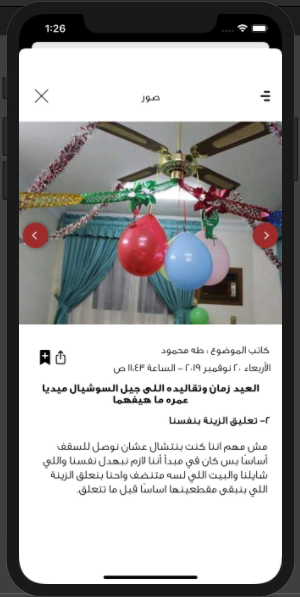 1:26
صور
كاتب الموضوع : طه محمود
الأربعاء ٢٠ نوفمبر ٢٠١٩ - الساعة ١١:٤٣ ص
العيد زمان وتقاليده اللي جيل السوشيال ميديا
عمره ما هيفهما
٢- تعليق الزينة بنفسنا
مش مهم اننا كنت بنتشال عشان نوصل للسقف
أساسًا بس كان في مبدأ أننا لازم نبهدل نفسنا واللي
شايلنا والبيت اللي لسه متنضف واحنا بنعلق الزينة
اللي بنبقى مقطعينها اساسًا قبل ما تتعلق.